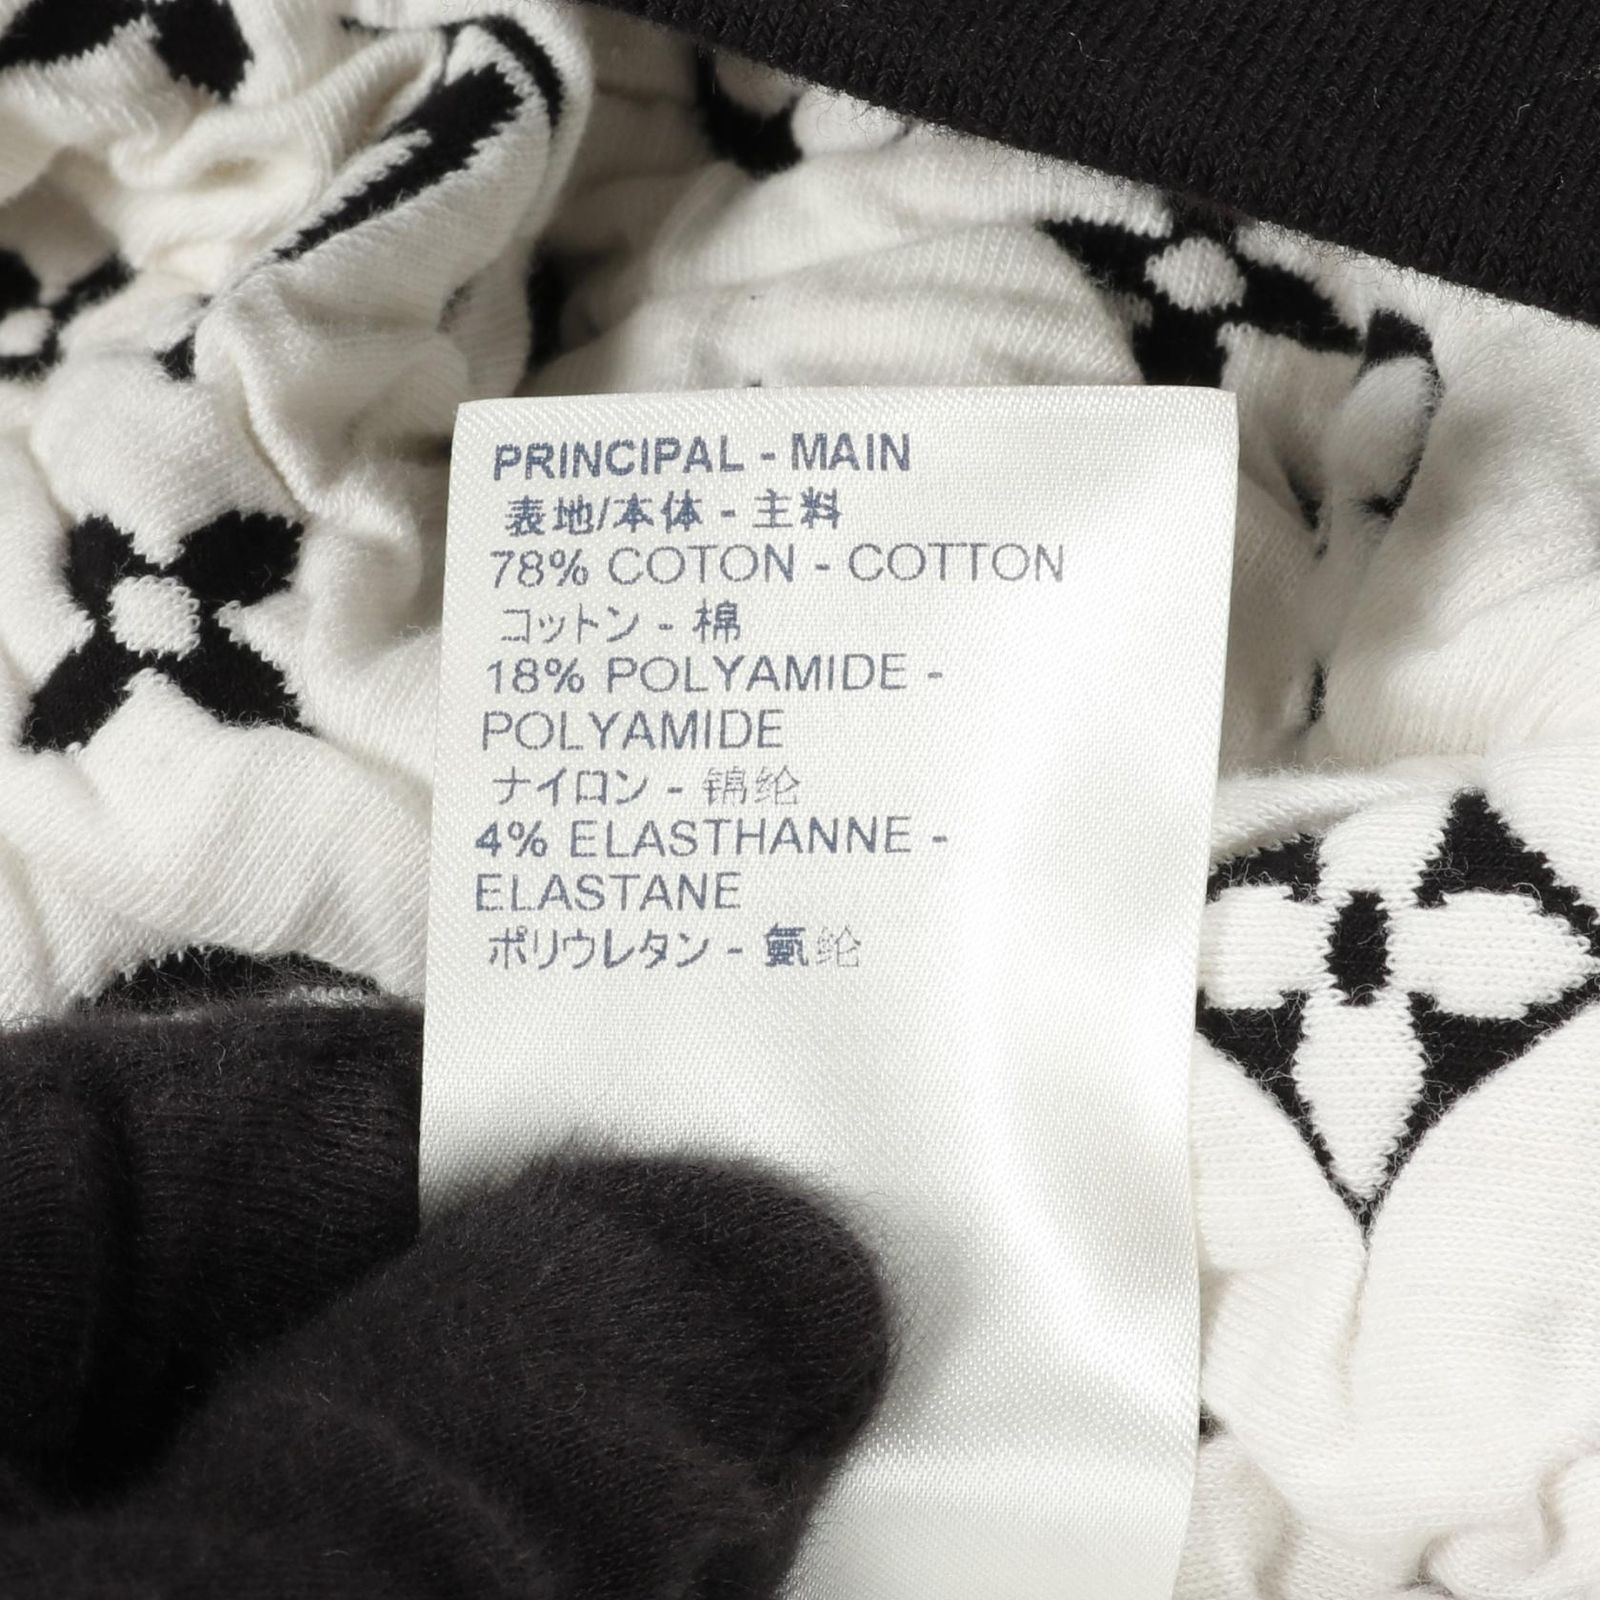 PRINCIPAL - MAIN
表地/本体 - 主料
78% COTON - COTTON
コットン - 棉
18% POLYAMIDE -
POLYAMIDE
ナイロン - 锦纶
4% ELASTHANNE -
ELASTANE
ポリウレタン - 氨纶